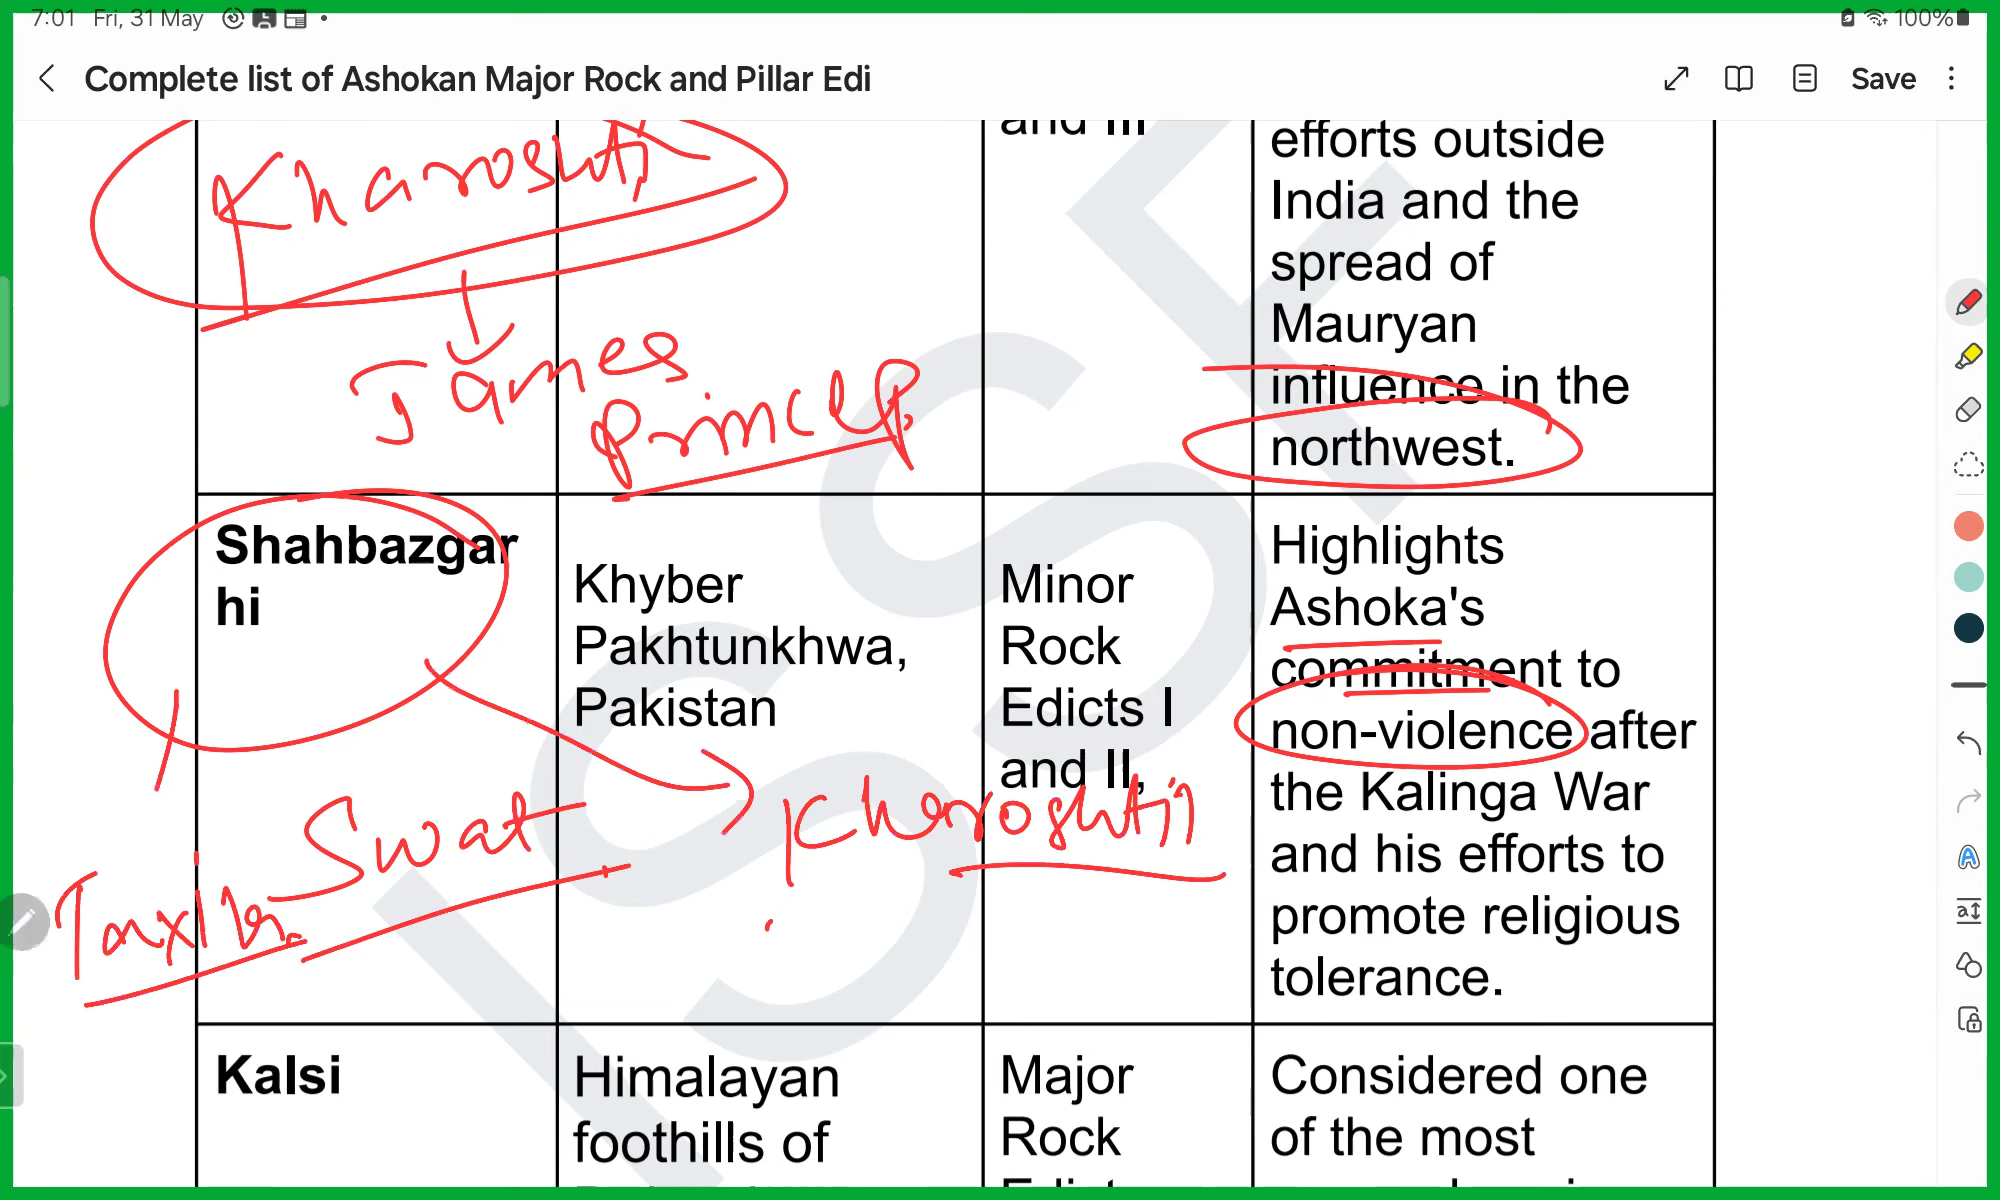 7:01 Fri, 31 May
100%
Complete list of Ashokan Major Rock and Pillar Edi
Save
and III
efforts outside
India and the
spread of
Mauryan
influence in the
northwest.
Kharoshti
James
Princep
Shahbazgar
hi
Khyber
Pakhtunkhwa,
Pakistan
Minor
Rock
Edicts I
and II,
Highlights
Ashoka's
commitment to
non-violence after
the Kalinga War
and his efforts to
promote religious
tolerance.
Swat
Kharoshti
Taxila
Kalsi
Himalayan
foothills of
Major
Rock
Considered one
of the most